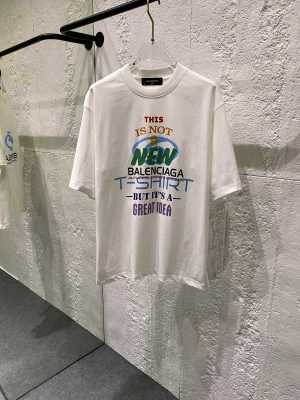 THIS
IS NOT
A
NEW
BALENCIAGA
T-SHIRT
BUT IT'S A
GREAT IDEA